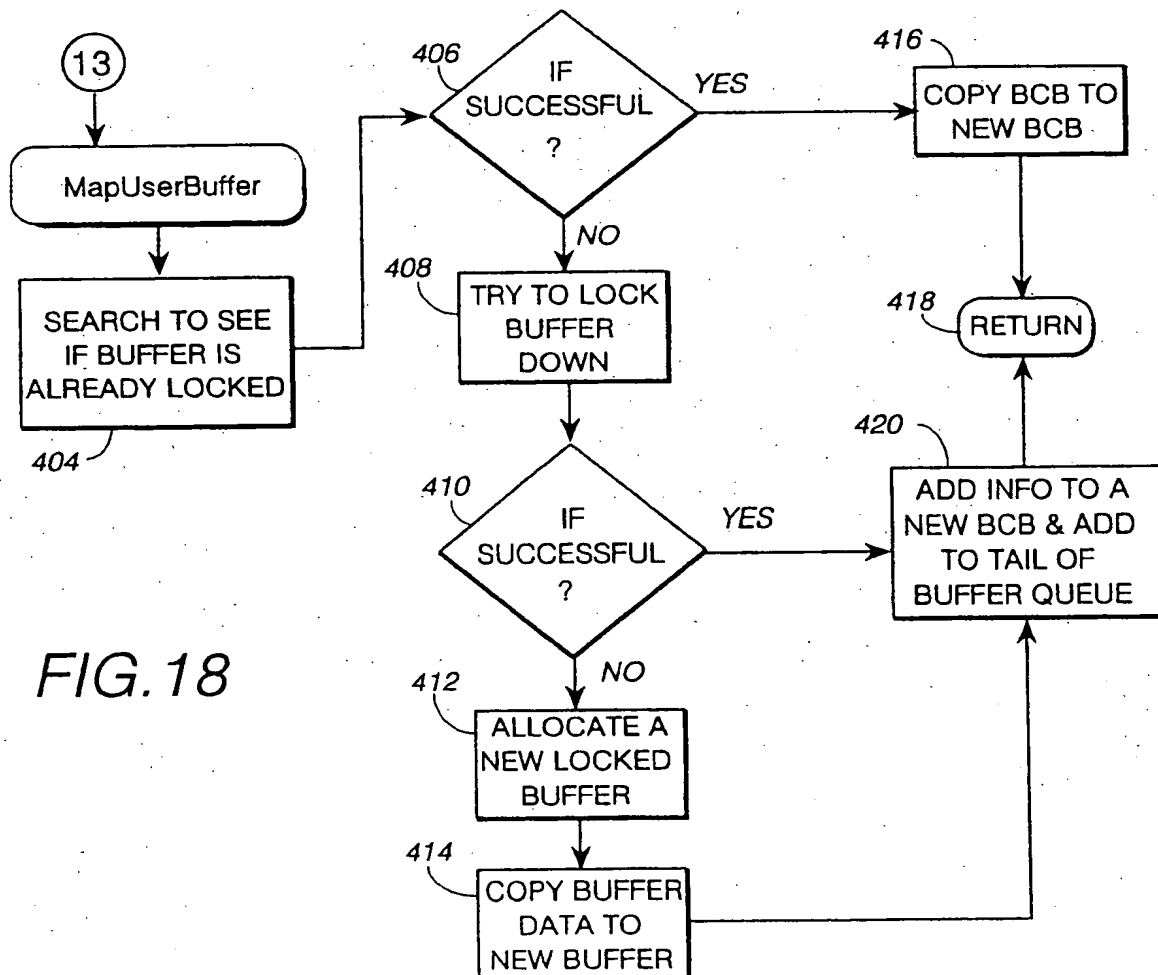 13
MapUserBuffer
SEARCH TO SEE
IF BUFFER IS
ALREADY LOCKED
404
406
IF
SUCCESSFUL
?
YES
NO
408
TRY TO LOCK
BUFFER
DOWN
410
IF
SUCCESSFUL
?
YES
NO
412
ALLOCATE A
NEW LOCKED
BUFFER
414
COPY BUFFER
DATA TO
NEW BUFFER
416
COPY BCB TO
NEW BCB
418
RETURN
420
ADD INFO TO A
NEW BCB & ADD
TO TAIL OF
BUFFER QUEUE
FIG.18